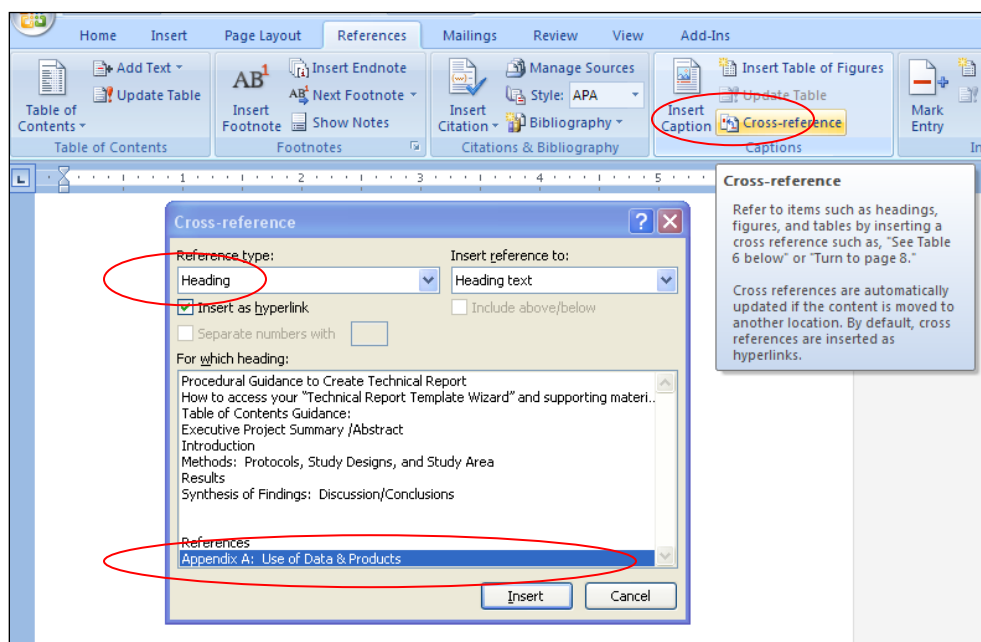 Home Insert Page Layout References Mailings Review View Add-Ins
Table of Contents
Add Text
Update Table
Table of Contents
AB1
Insert Footnote
Insert Endnote
AB Next Footnote
Show Notes
Footnotes
Insert Citation
Manage Sources
Style: APA
Bibliography
Citations & Bibliography
Insert Caption
Insert Table of Figures
Update Table
Cross-reference
Captions
Mark Entry
In
L
1 2 3 4 5
Cross-reference
Refer to items such as headings,
figures, and tables by inserting a
cross reference such as, "See Table
6 below" or "Turn to page 8."
Cross references are automatically
updated if the content is moved to
another location. By default, cross
references are inserted as
hyperlinks.
Cross-reference
Reference type: Insert reference to:
Heading Heading text
Insert as hyperlink Include above/below
Separate numbers with
For which heading:
Procedural Guidance to Create Technical Report
How to access your "Technical Report Template Wizard" and supporting materi..
Table of Contents Guidance:
Executive Project Summary /Abstract
Introduction
Methods: Protocols, Study Designs, and Study Area
Results
Synthesis of Findings: Discussion/Conclusions
References
Appendix A: Use of Data & Products
Insert Cancel